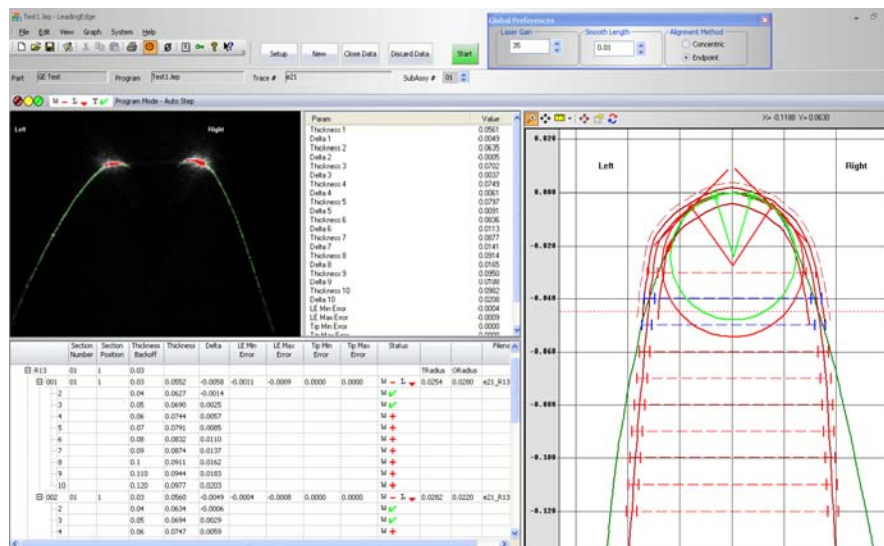 Test1.lep - LeadingEdge
File Edit View Graph System Help
Setup New Close Data Discard Data Start
Global Preferences
Laser Gain Smooth Length Alignment Method
35 0.01 Concentric
Endpoint
Part GE Test Program Test1.lep Trace # e21 SubAssy # 01
W L T Program Mode - Auto Step
Left Right
Param Value
Thickness 1 0.0561
Delta 1 -0.0049
Thickness 2 0.0635
Delta 2 -0.0005
Thickness 3 0.0702
Delta 3 0.0037
Thickness 4 0.0749
Delta 4 0.0061
Thickness 5 0.0797
Delta 5 0.0091
Thickness 6 0.0836
Delta 6 0.0113
Thickness 7 0.0877
Delta 7 0.0141
Thickness 8 0.0914
Delta 8 0.0165
Thickness 9 0.0950
Delta 9 0.0188
Thickness 10 0.0982
Delta 10 0.0208
LE Min Error -0.0004
LE Max Error -0.0009
Tip Min Error 0.0000
Tip Max Error 0.0000
X= -0.1188 Y= 0.0630
Left Right
0.020
0.000
-0.020
-0.040
-0.060
-0.080
-0.100
-0.120
Section Number Section Position Thickness Backoff Thickness Delta LE Min Error LE Max Error Tip Min Error Tip Max Error Status
R13 01 1 0.03 TRadius ORadius
001 01 1 0.03 0.0552 -0.0058 -0.0011 -0.0009 0.0000 0.0000 W - L 0.0254 0.0280 e21_R13
2 0.04 0.0627 -0.0014 W
3 0.05 0.0690 0.0025 W
4 0.06 0.0744 0.0057 W +
5 0.07 0.0791 0.0085 W +
6 0.08 0.0832 0.0110 W +
7 0.09 0.0874 0.0137 W +
8 0.1 0.0911 0.0162 W +
9 0.110 0.0944 0.0183 W +
10 0.120 0.0977 0.0203 W +
002 01 1 0.03 0.0560 -0.0049 -0.0004 -0.0008 0.0000 0.0000 W - L 0.0282 0.0220 e21_R13
2 0.04 0.0634 -0.0006 W
3 0.05 0.0694 0.0029 W
4 0.06 0.0747 0.0059 W +